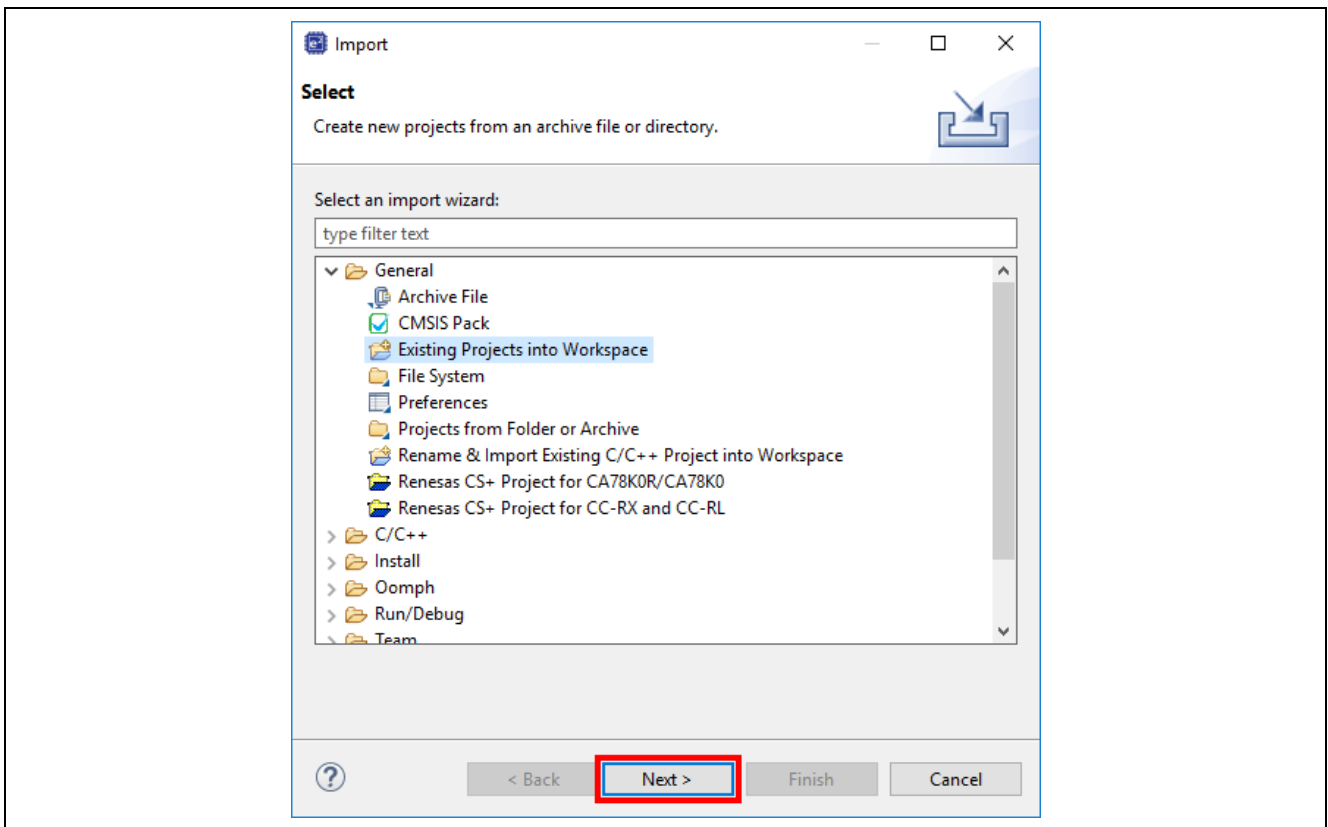 Import
Select
Create new projects from an archive file or directory.
Select an import wizard:
type filter text
General
Archive File
CMSIS Pack
Existing Projects into Workspace
File System
Preferences
Projects from Folder or Archive
Rename & Import Existing C/C++ Project into Workspace
Renesas CS+ Project for CA78K0R/CA78K0
Renesas CS+ Project for CC-RX and CC-RL
C/C++
Install
Oomph
Run/Debug
Team
? < Back Next > Finish Cancel